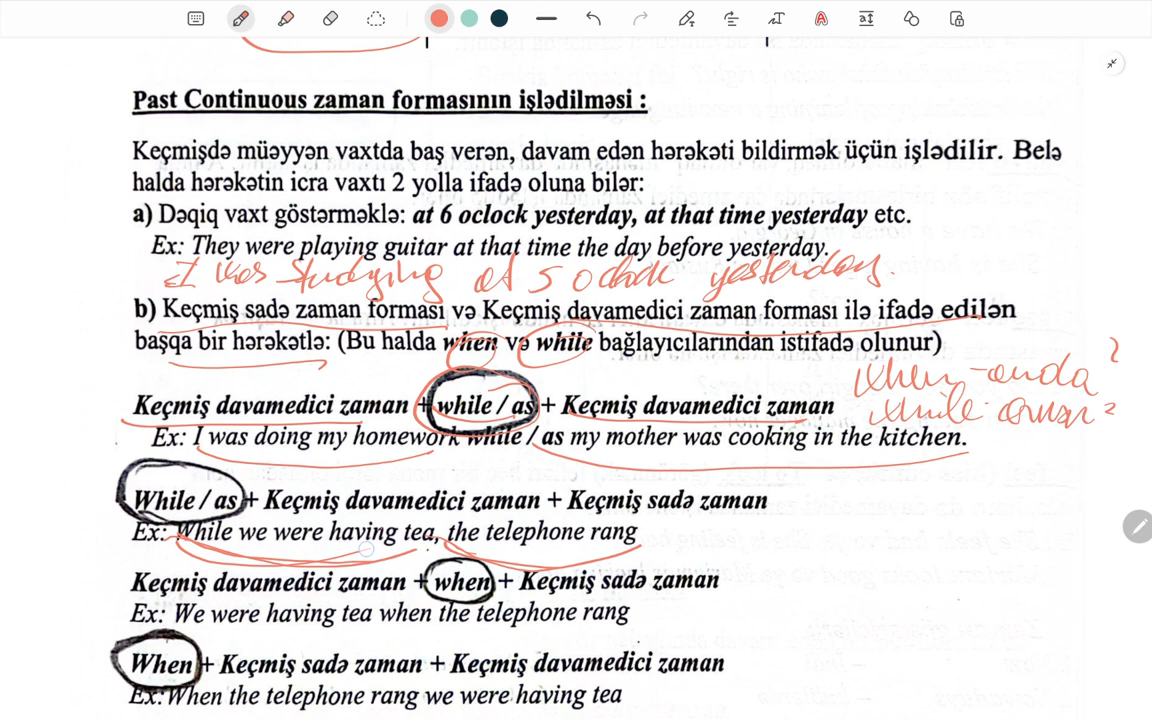 Past Continuous zaman formasının işlədilməsi :
Keçmişdə müəyyən vaxtda baş verən, davam edən hərəkəti bildirmək üçün işlədilir. Belə
halda hərəkətin icra vaxtı 2 yolla ifadə oluna bilər:
a) Dəqiq vaxt göstərməklə: at 6 oclock yesterday, at that time yesterday etc.
Ex: They were playing guitar at that time the day before yesterday.
I was studying at 5 oclock yesterday.
b) Keçmiş sadə zaman forması və Keçmiş davamedici zaman forması ilə ifadə edilən
başqa bir hərəkətlə: (Bu halda when və while bağlayıcılarından istifadə olunur)
when - anda ?
Keçmiş davamedici zaman + while / as + Keçmiş davamedici zaman
while
Ex: I was doing my homework while / as my mother was cooking in the kitchen.
While / as + Keçmiş davamedici zaman + Keçmiş sadə zaman
Ex: While we were having tea, the telephone rang
Keçmiş davamedici zaman + when + Keçmiş sadə zaman
Ex: We were having tea when the telephone rang
When + Keçmiş sadə zaman + Keçmiş davamedici zaman
Ex: When the telephone rang we were having tea